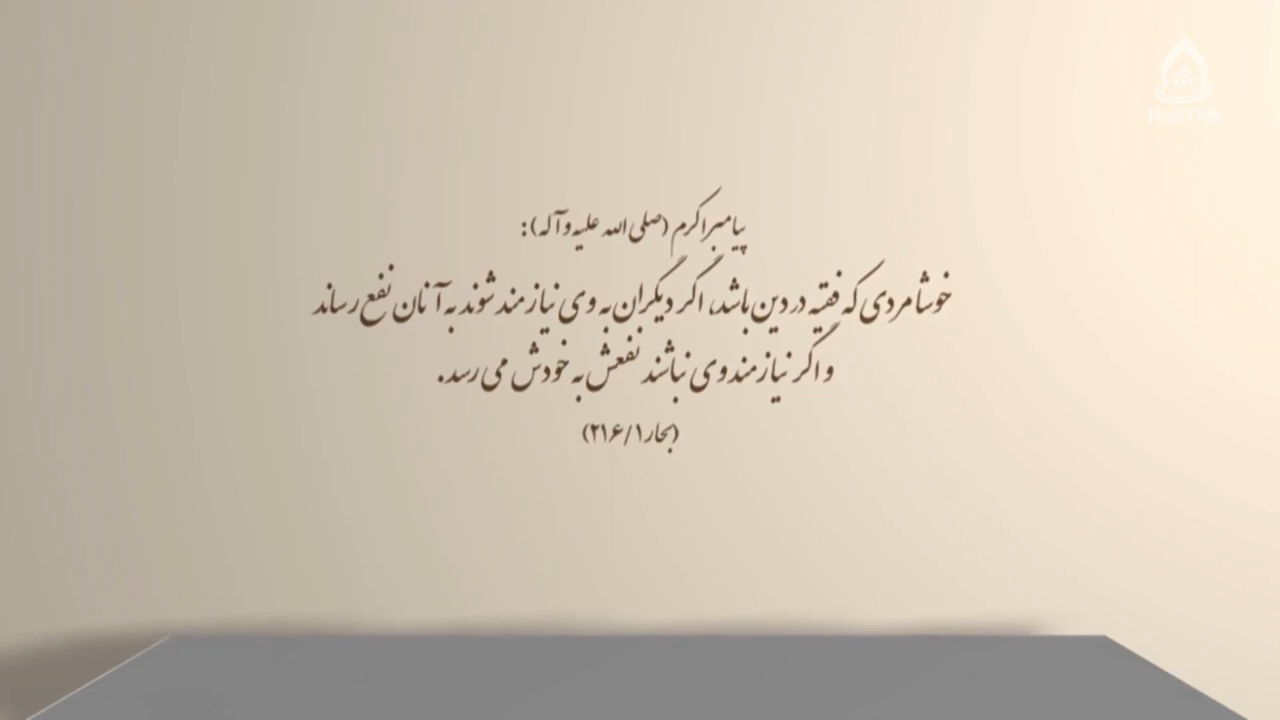 پیامبر اکرم (صلی الله علیه و آله):
خوشا مردی که فقیه در دین باشد، اگر دیگران به وی نیازمند شوند به آنان نفع رساند
و اگر نیازمند وی نباشند نفعش به خودش می رسد.
(بحار ۲۱۶/۱)